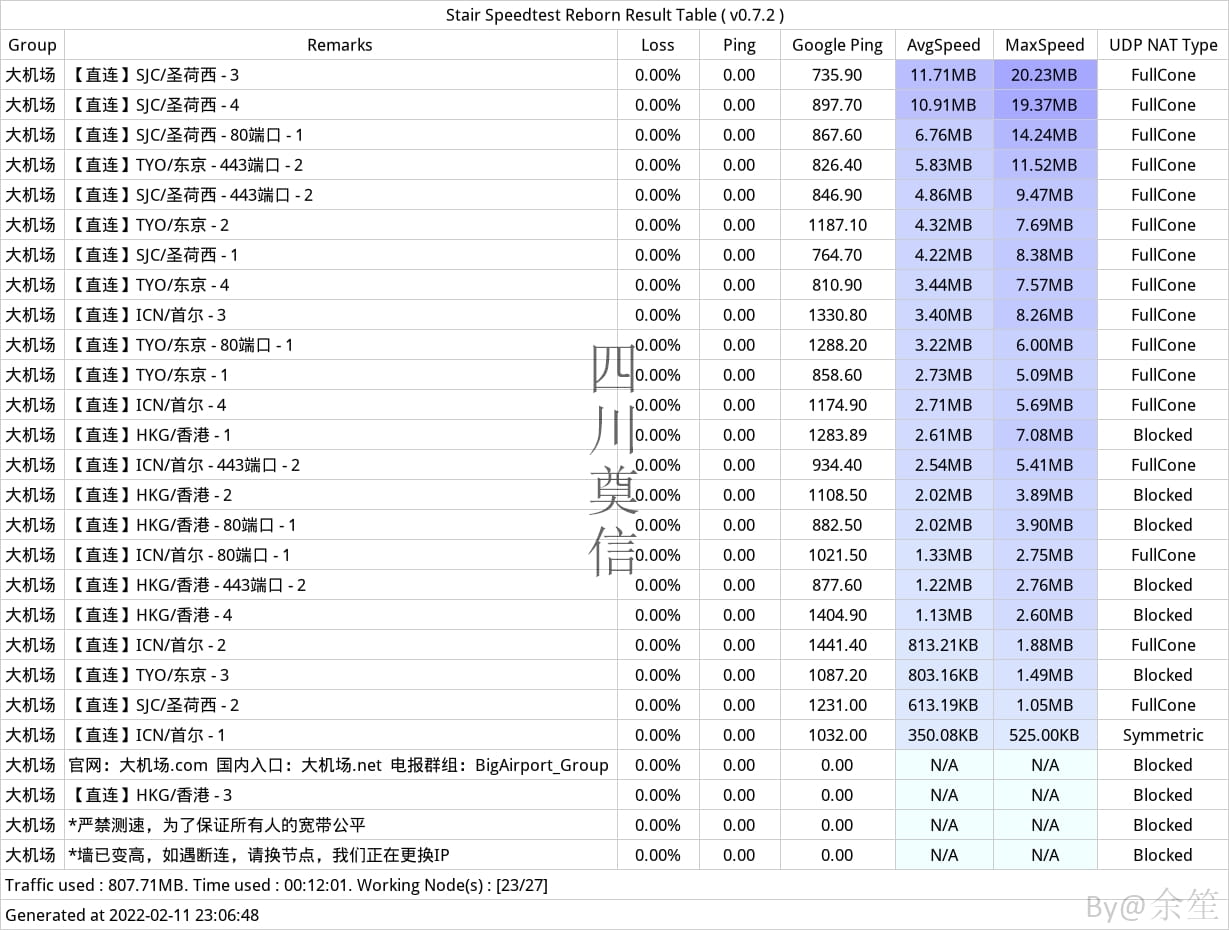 Stair Speedtest Reborn Result Table ( v0.7.2 )
Group Remarks Loss Ping Google Ping AvgSpeed MaxSpeed UDP NAT Type
大机场 【直连】SJC/圣荷西 - 3 0.00% 0.00 735.90 11.71MB 20.23MB FullCone
大机场 【直连】SJC/圣荷西 - 4 0.00% 0.00 897.70 10.91MB 19.37MB FullCone
大机场 【直连】SJC/圣荷西 - 80端口 - 1 0.00% 0.00 867.60 6.76MB 14.24MB FullCone
大机场 【直连】TYO/东京 - 443端口 - 2 0.00% 0.00 826.40 5.83MB 11.52MB FullCone
大机场 【直连】SJC/圣荷西 - 443端口 - 2 0.00% 0.00 846.90 4.86MB 9.47MB FullCone
大机场 【直连】TYO/东京 - 2 0.00% 0.00 1187.10 4.32MB 7.69MB FullCone
大机场 【直连】SJC/圣荷西 - 1 0.00% 0.00 764.70 4.22MB 8.38MB FullCone
大机场 【直连】TYO/东京 - 4 0.00% 0.00 810.90 3.44MB 7.57MB FullCone
大机场 【直连】ICN/首尔 - 3 0.00% 0.00 1330.80 3.40MB 8.26MB FullCone
大机场 【直连】TYO/东京 - 80端口 - 1 0.00% 0.00 1288.20 3.22MB 6.00MB FullCone
大机场 【直连】TYO/东京 - 1 0.00% 0.00 858.60 2.73MB 5.09MB FullCone
大机场 【直连】ICN/首尔 - 4 0.00% 0.00 1174.90 2.71MB 5.69MB FullCone
大机场 【直连】HKG/香港 - 1 0.00% 0.00 1283.89 2.61MB 7.08MB Blocked
大机场 【直连】ICN/首尔 - 443端口 - 2 0.00% 0.00 934.40 2.54MB 5.41MB FullCone
大机场 【直连】HKG/香港 - 2 0.00% 0.00 1108.50 2.02MB 3.89MB Blocked
大机场 【直连】HKG/香港 - 80端口 - 1 0.00% 0.00 882.50 2.02MB 3.90MB Blocked
大机场 【直连】ICN/首尔 - 80端口 - 1 0.00% 0.00 1021.50 1.33MB 2.75MB FullCone
大机场 【直连】HKG/香港 - 443端口 - 2 0.00% 0.00 877.60 1.22MB 2.76MB Blocked
大机场 【直连】HKG/香港 - 4 0.00% 0.00 1404.90 1.13MB 2.60MB Blocked
大机场 【直连】ICN/首尔 - 2 0.00% 0.00 1441.40 813.21KB 1.88MB FullCone
大机场 【直连】TYO/东京 - 3 0.00% 0.00 1087.20 803.16KB 1.49MB Blocked
大机场 【直连】SJC/圣荷西 - 2 0.00% 0.00 1231.00 613.19KB 1.05MB FullCone
大机场 【直连】ICN/首尔 - 1 0.00% 0.00 1032.00 350.08KB 525.00KB Symmetric
大机场 官网：大机场.com 国内入口：大机场.net 电报群组：BigAirport_Group 0.00% 0.00 0.00 N/A N/A Blocked
大机场 【直连】HKG/香港 - 3 0.00% 0.00 0.00 N/A N/A Blocked
大机场 *严禁测速，为了保证所有人的宽带公平 0.00% 0.00 0.00 N/A N/A Blocked
大机场 *墙已变高，如遇断连，请换节点，我们正在更换IP 0.00% 0.00 0.00 N/A N/A Blocked
Traffic used : 807.71MB. Time used : 00:12:01. Working Node(s) : [23/27]
Generated at 2022-02-11 23:06:48
四川奠信
By@余笙